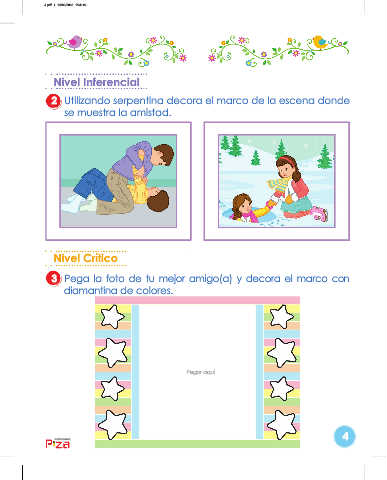 Nivel Inferencial
2 Utilizando serpentina decora el marco de la escena donde
se muestra la amistad.
Nivel Crítico
3 Pega la foto de tu mejor amigo(a) y decora el marco con
diamantina de colores.
Pegar aquí
PIZA
4